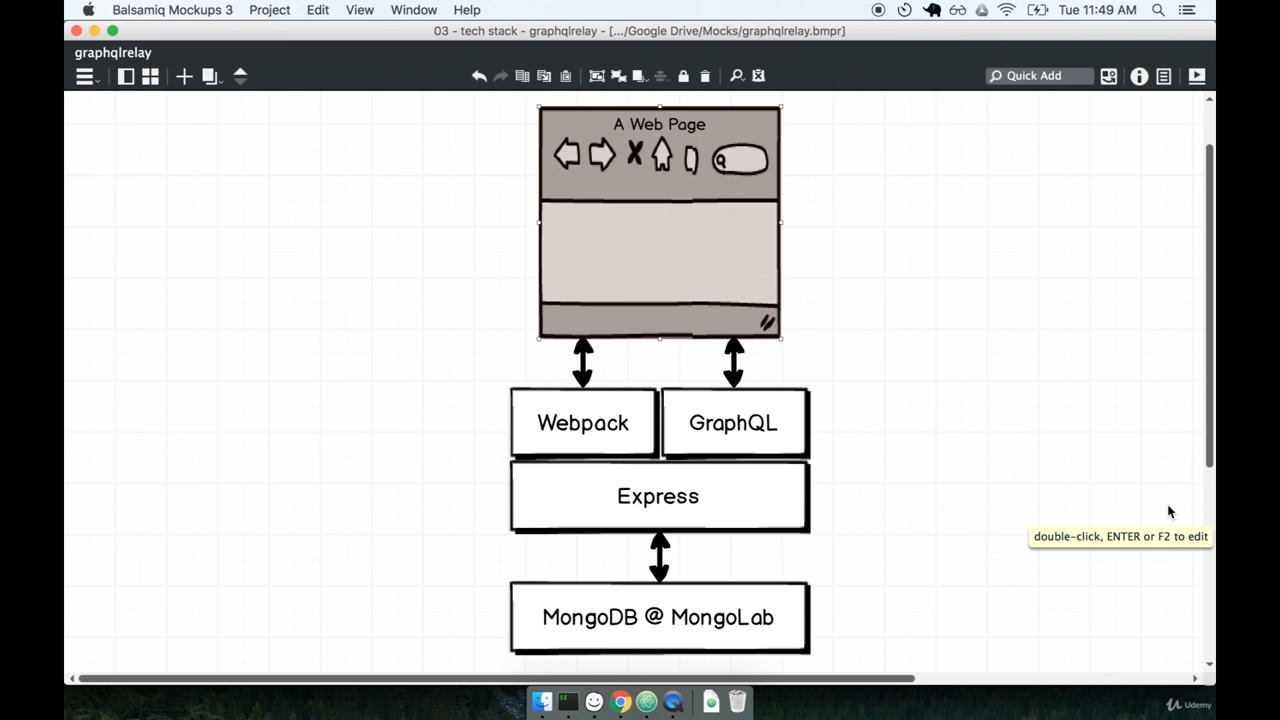 Balsamiq Mockups 3 Project Edit View Window Help Tue 11:49 AM
03 - tech stack - graphqlrelay - [.../Google Drive/Mocks/graphqlrelay.bmpr]
graphqlrelay
Quick Add
A Web Page
Webpack GraphQL
Express
double-click, ENTER or F2 to edit
MongoDB @ MongoLab
Udemy